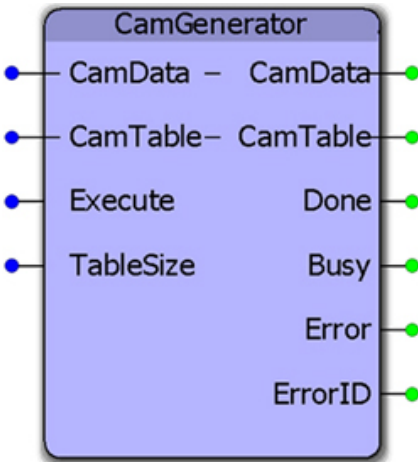 CamGenerator
CamData – CamData
CamTable – CamTable
Execute Done
TableSize Busy
Error
ErrorID